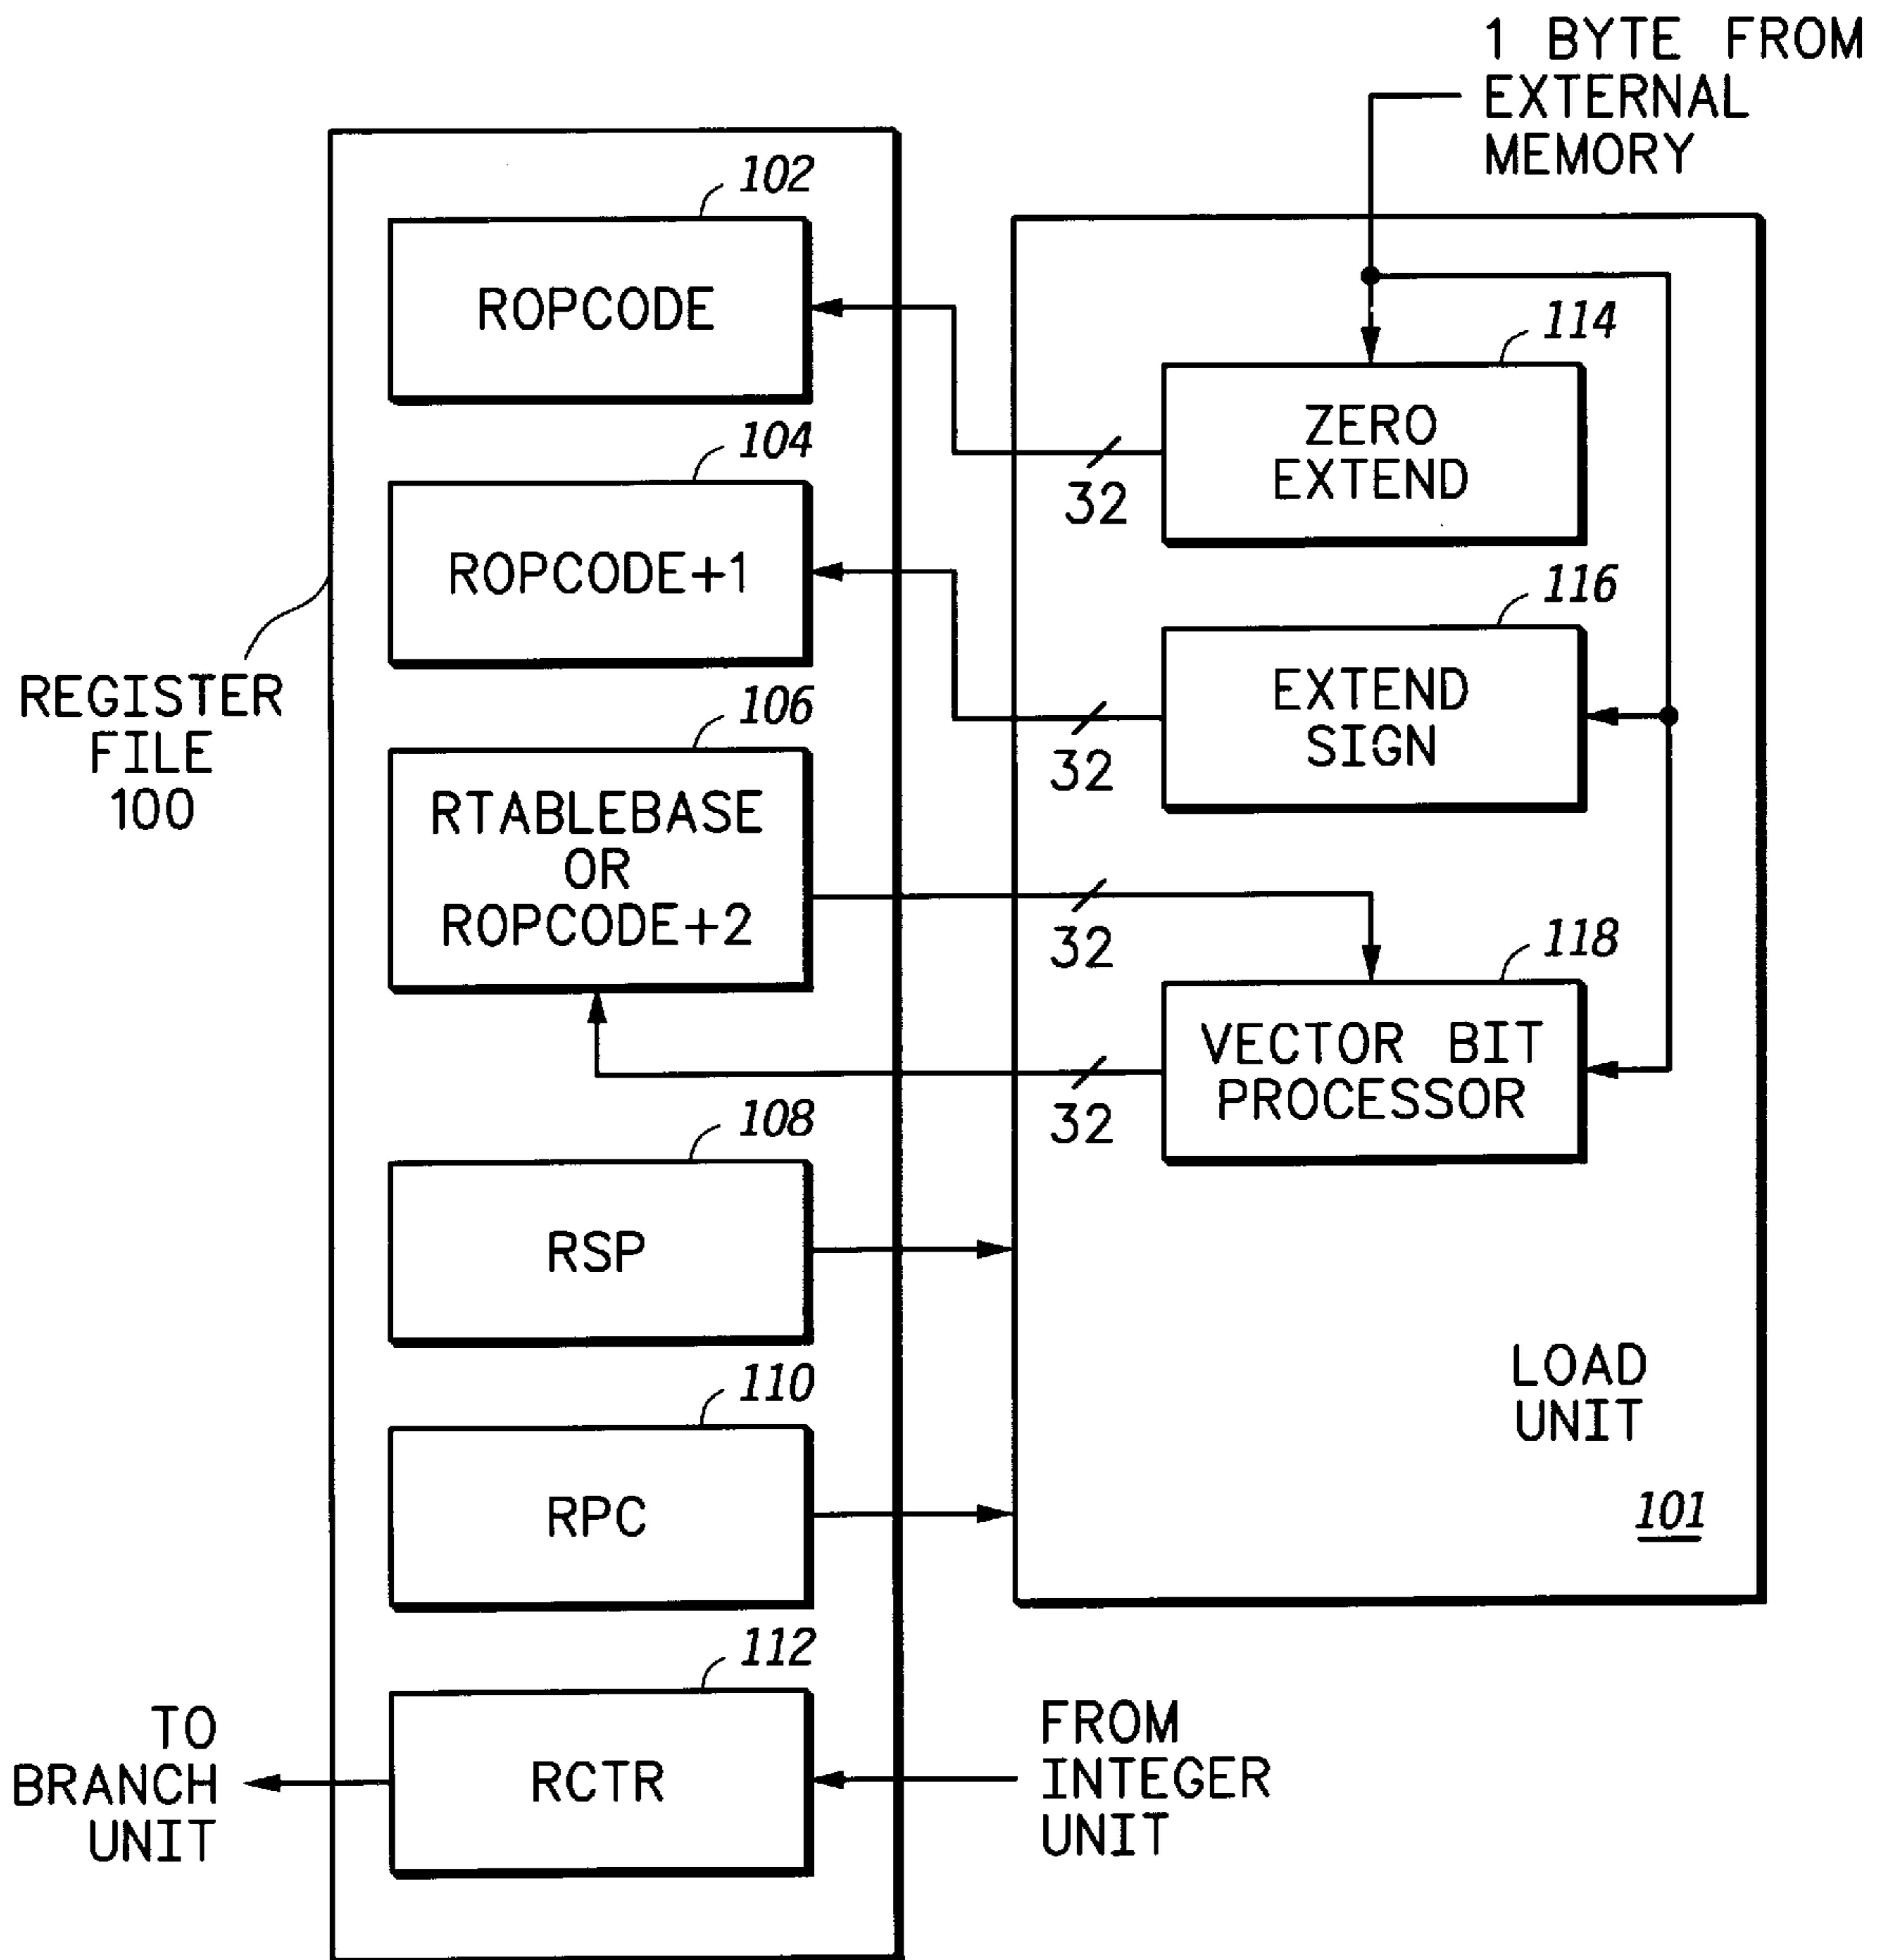 1 BYTE FROM
EXTERNAL
MEMORY
102
ROPCODE
114
ZERO
EXTEND
32
104
ROPCODE+1
116
EXTEND
SIGN
32
REGISTER
FILE
100
106
RTABLEBASE
OR
ROPCODE+2
32
118
VECTOR BIT
PROCESSOR
32
108
RSP
LOAD
UNIT
110
RPC
101
112
RCTR
TO
BRANCH
UNIT
FROM
INTEGER
UNIT